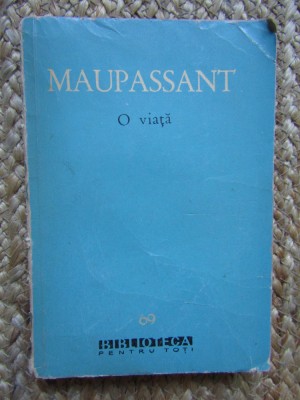 MAUPASSANT
O viață
69
BIBLIOTECA
PENTRU TOȚI